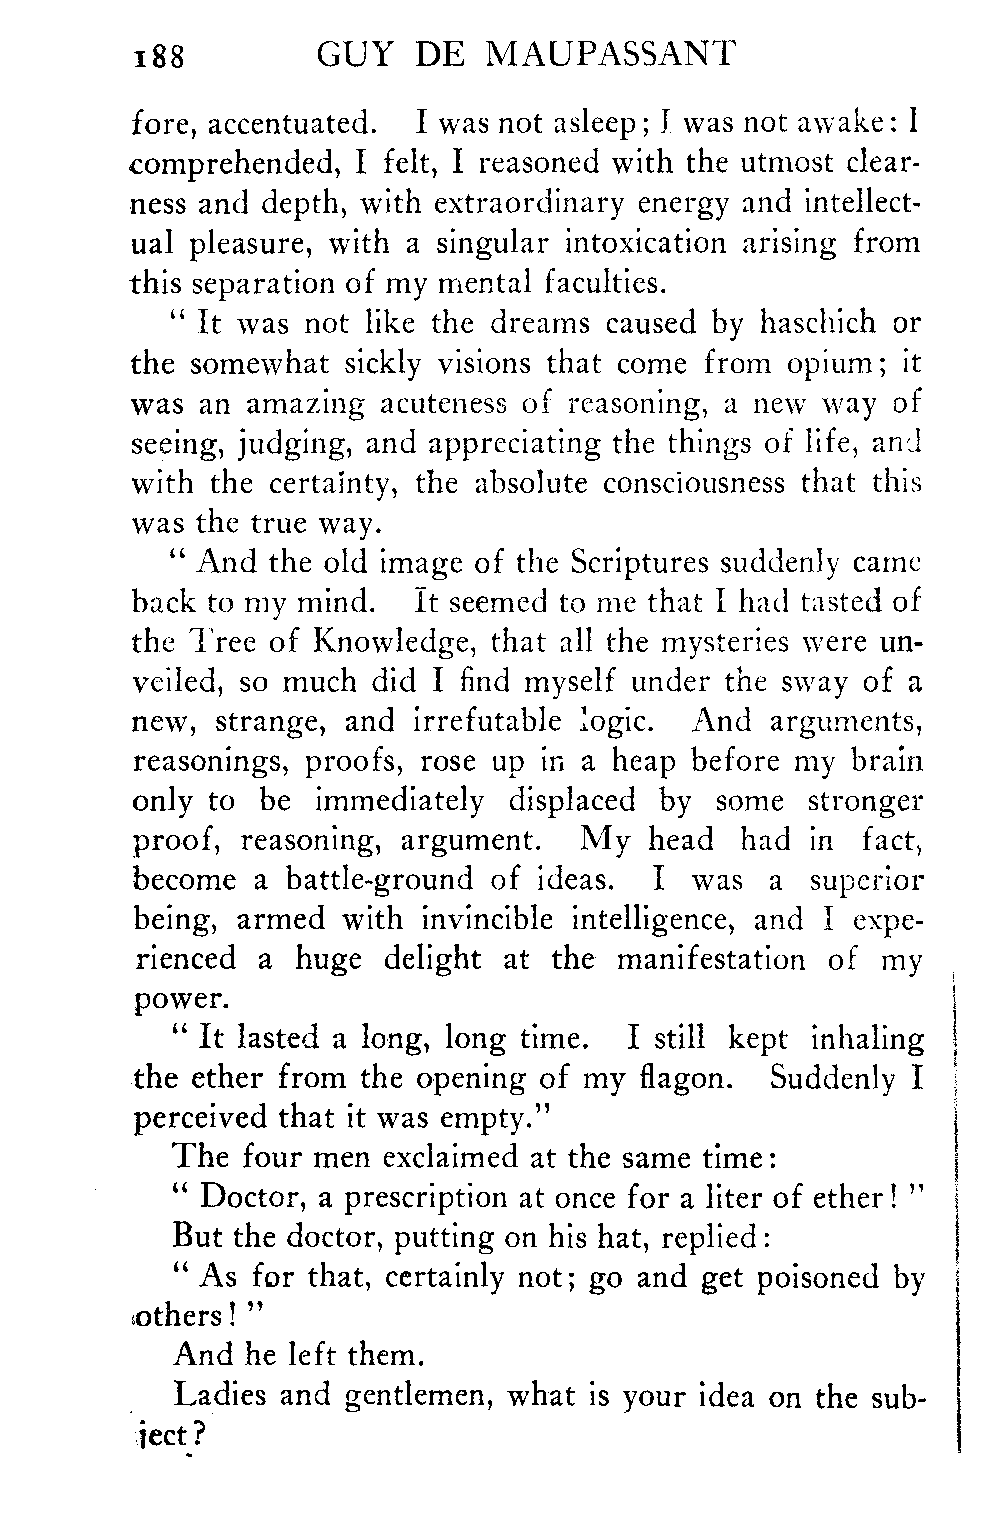 188 GUY DE MAUPASSANT
fore, accentuated. I was not asleep; I was not awake: I
comprehended, I felt, I reasoned with the utmost clear-
ness and depth, with extraordinary energy and intellect-
ual pleasure, with a singular intoxication arising from
this separation of my mental faculties.
" It was not like the dreams caused by haschich or
the somewhat sickly visions that come from opium; it
was an amazing acuteness of reasoning, a new way of
seeing, judging, and appreciating the things of life, and
with the certainty, the absolute consciousness that this
was the true way.
" And the old image of the Scriptures suddenly came
back to my mind. It seemed to me that I had tasted of
the Tree of Knowledge, that all the mysteries were un-
veiled, so much did I find myself under the sway of a
new, strange, and irrefutable logic. And arguments,
reasonings, proofs, rose up in a heap before my brain
only to be immediately displaced by some stronger
proof, reasoning, argument. My head had in fact,
become a battle-ground of ideas. I was a superior
being, armed with invincible intelligence, and I expe-
rienced a huge delight at the manifestation of my
power.
" It lasted a long, long time. I still kept inhaling
the ether from the opening of my flagon. Suddenly I
perceived that it was empty."
The four men exclaimed at the same time:
" Doctor, a prescription at once for a liter of ether! "
But the doctor, putting on his hat, replied:
" As for that, certainly not; go and get poisoned by
others! "
And he left them.
Ladies and gentlemen, what is your idea on the sub-
ject?